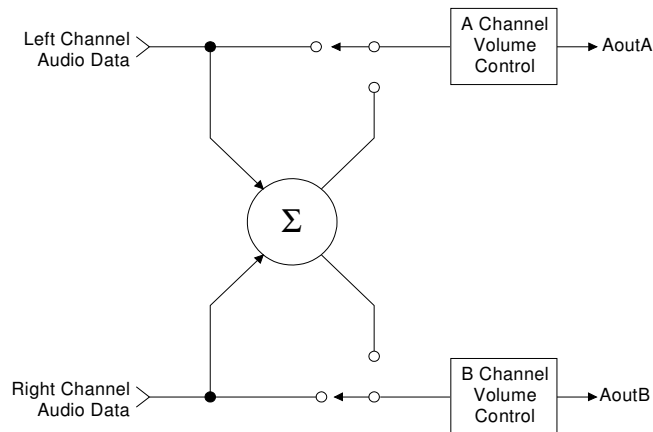 Left Channel
Audio Data
A Channel
Volume
Control
AoutA
Σ
Right Channel
Audio Data
B Channel
Volume
Control
AoutB